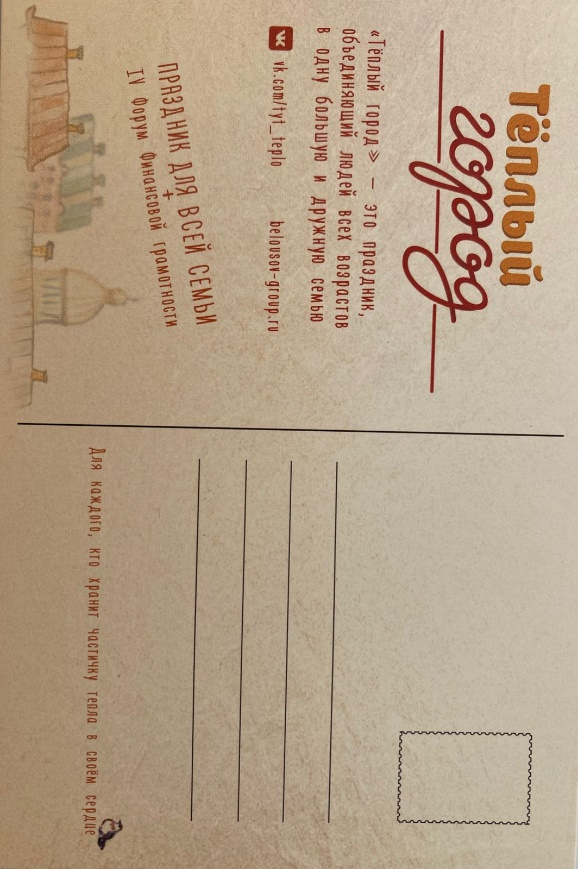 Тёплый
город
«Тёплый город» — это праздник,
объединяющий людей всех возрастов
в одну большую и дружную семью
vk.com/tyt_teplo belousov-group.ru
ПРАЗДНИК ДЛЯ ВСЕЙ СЕМЬИ
+
IV Форум Финансовой грамотности
Для каждого, кто хранит частичку тепла в своём сердце